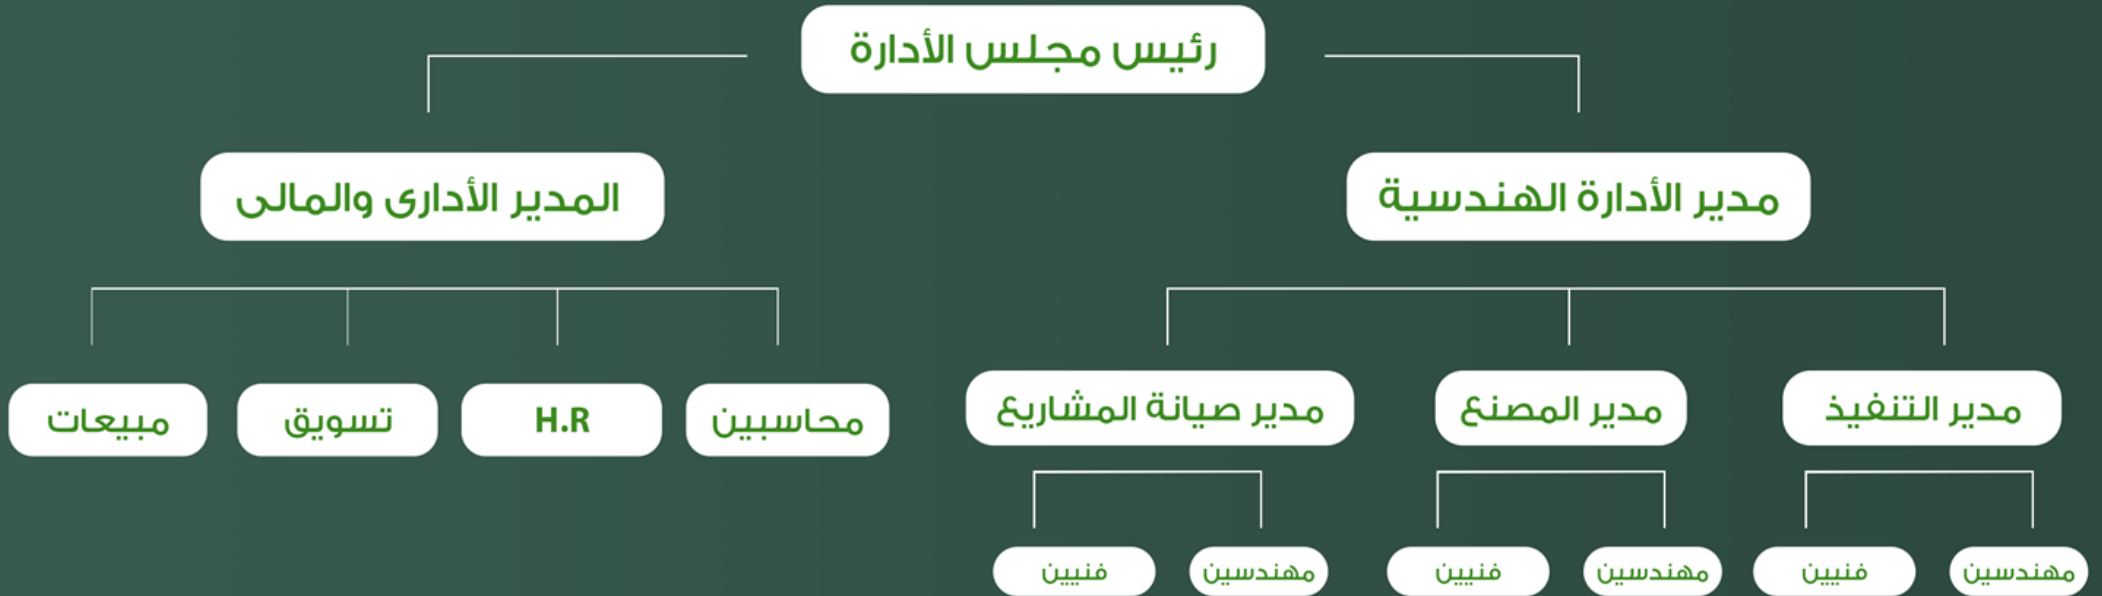 رئيس مجلس الأدارة
مدير الأدارة الهندسية
المدير الأدارى والمالى
مدير التنفيذ
مدير المصنع
مدير صيانة المشاريع
محاسبين
H.R
تسويق
مبيعات
مهندسين
فنيين
مهندسين
فنيين
مهندسين
فنيين